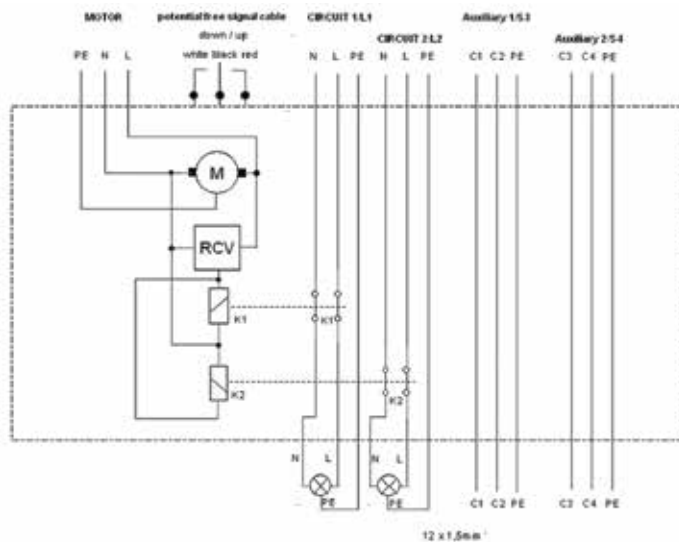 MOTOR potential free signal cable CIRCUIT 1/L1 Auxiliary 1/S-3
down / up CIRCUIT 2/L2 Auxiliary 2/S-4
white black red
PE N L N L PE N L PE C1 C2 PE C3 C4 PE
M
RCV
K1 K1
K2 K2
N L N L
PE PE C1 C2 PE C3 C4 PE
12 x 1,5mm